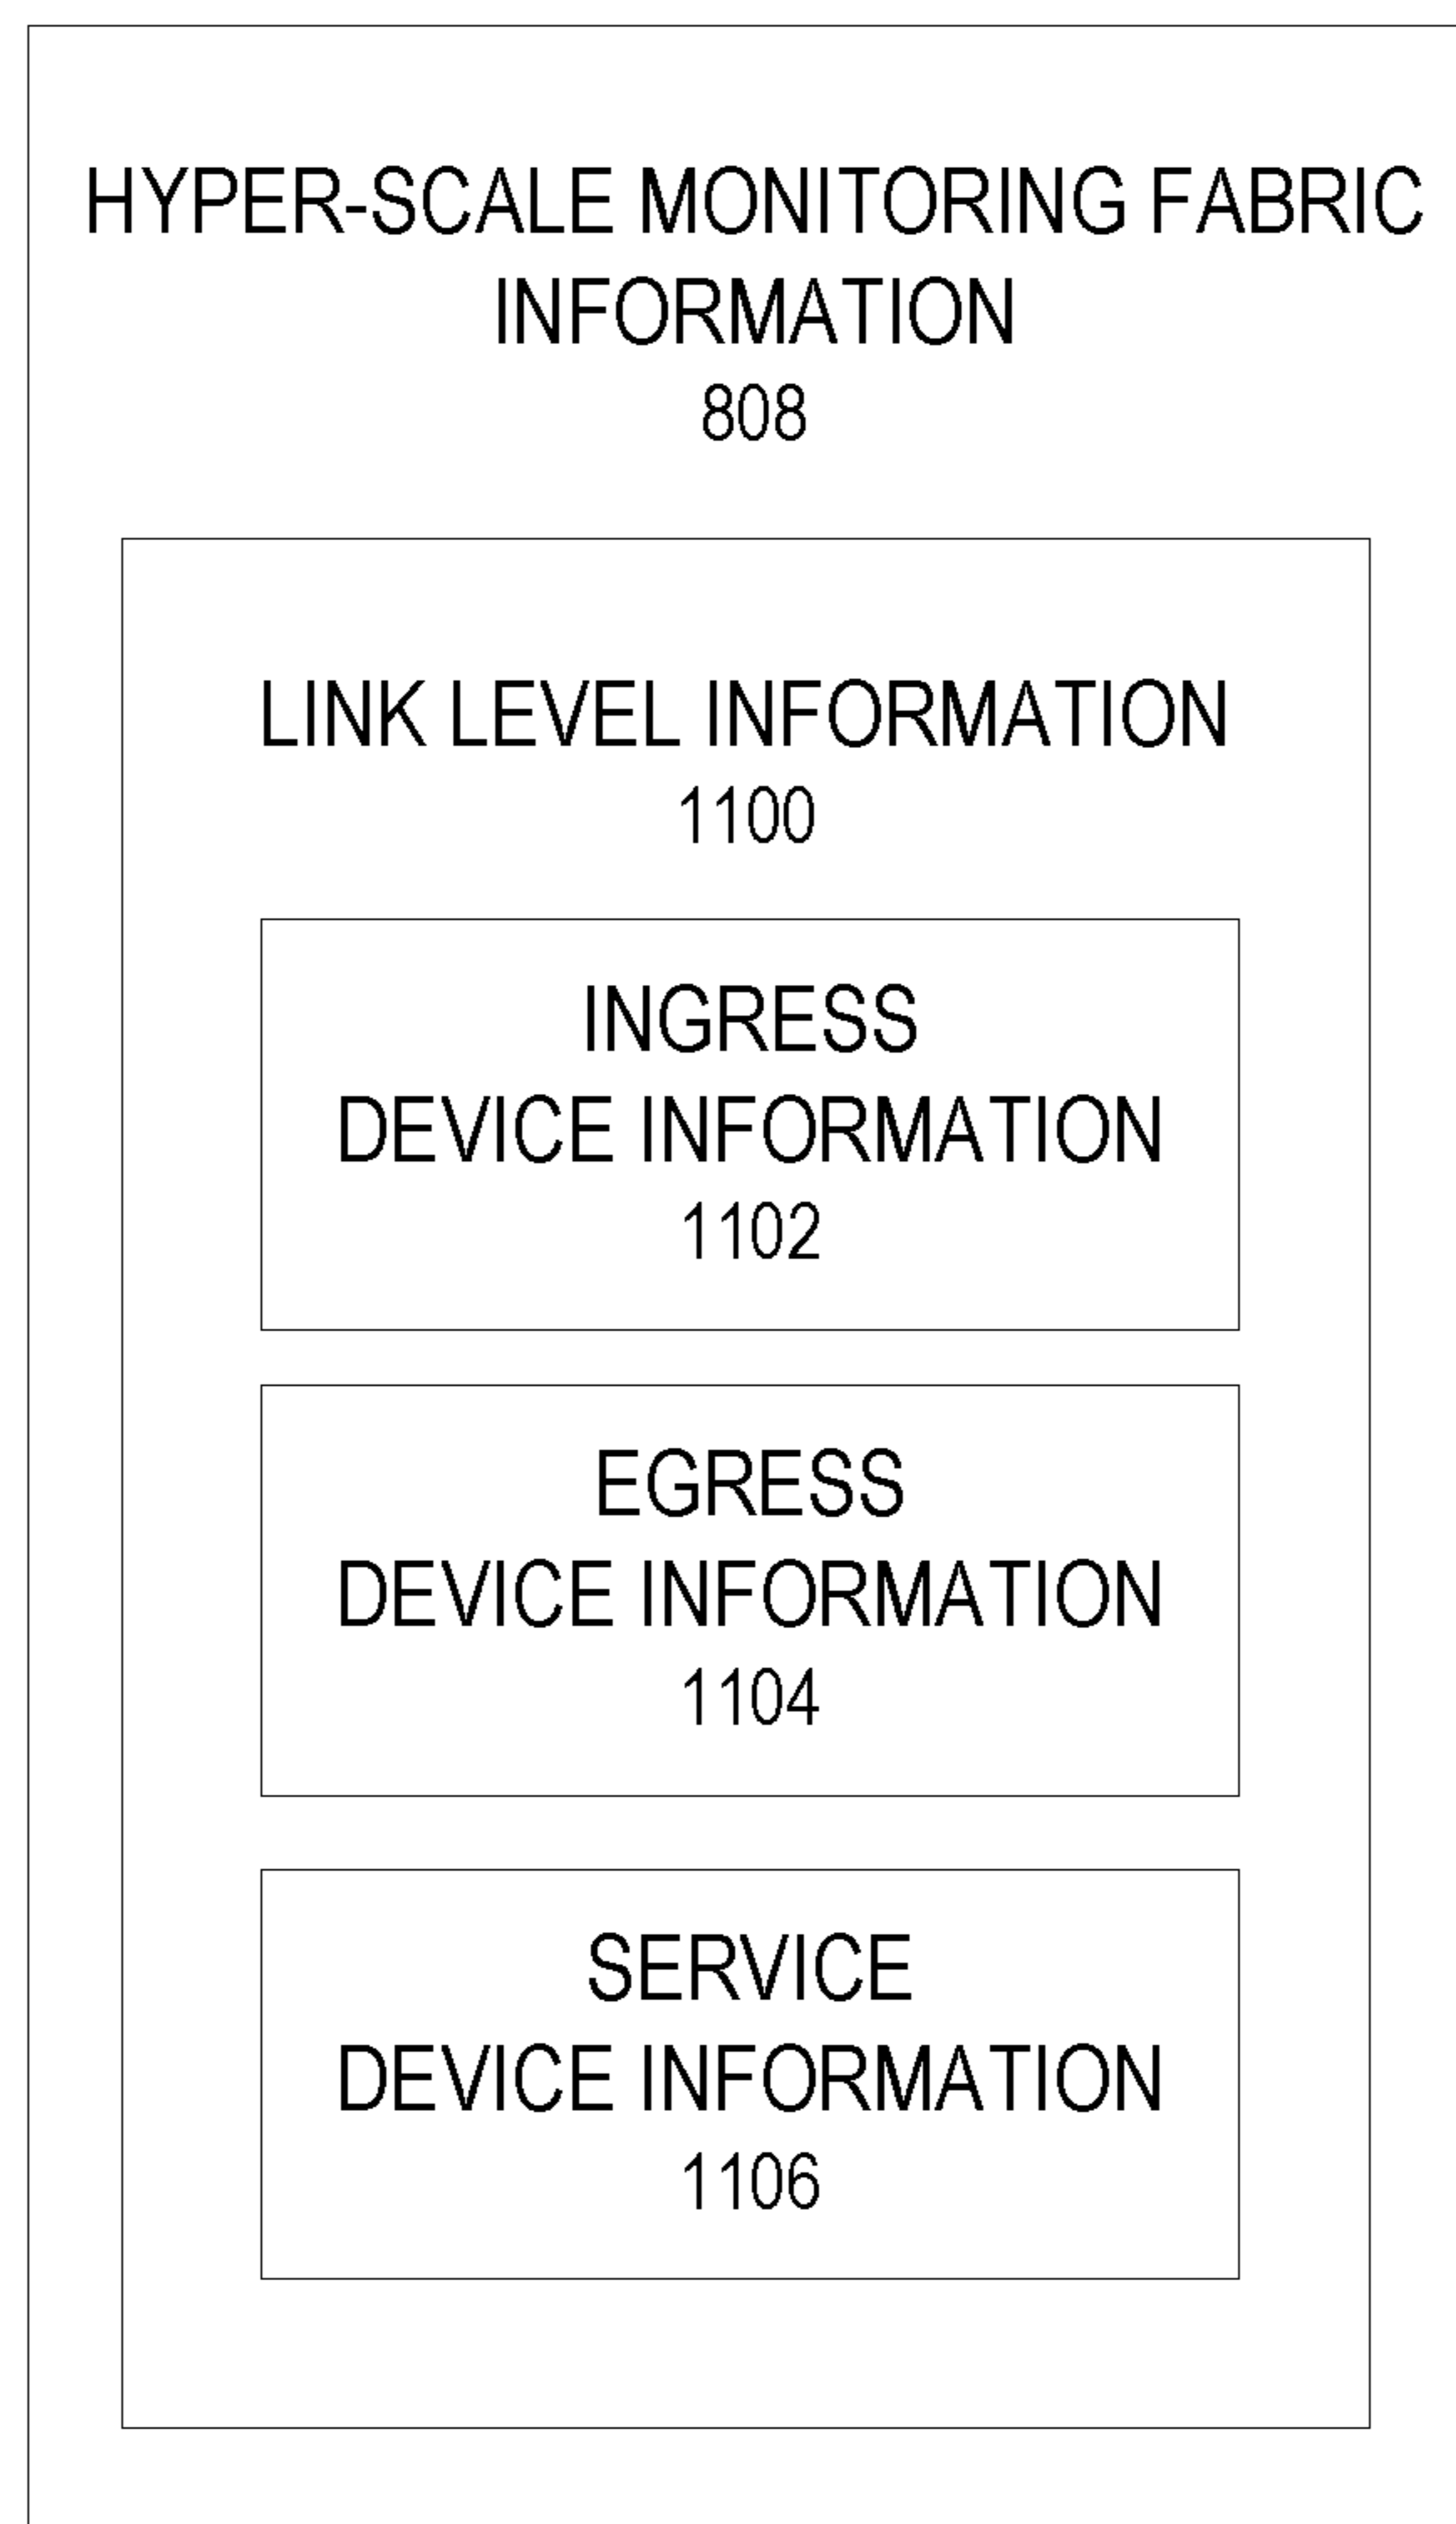 HYPER-SCALE MONITORING FABRIC
INFORMATION
808
LINK LEVEL INFORMATION
1100
INGRESS
DEVICE INFORMATION
1102
EGRESS
DEVICE INFORMATION
1104
SERVICE
DEVICE INFORMATION
1106